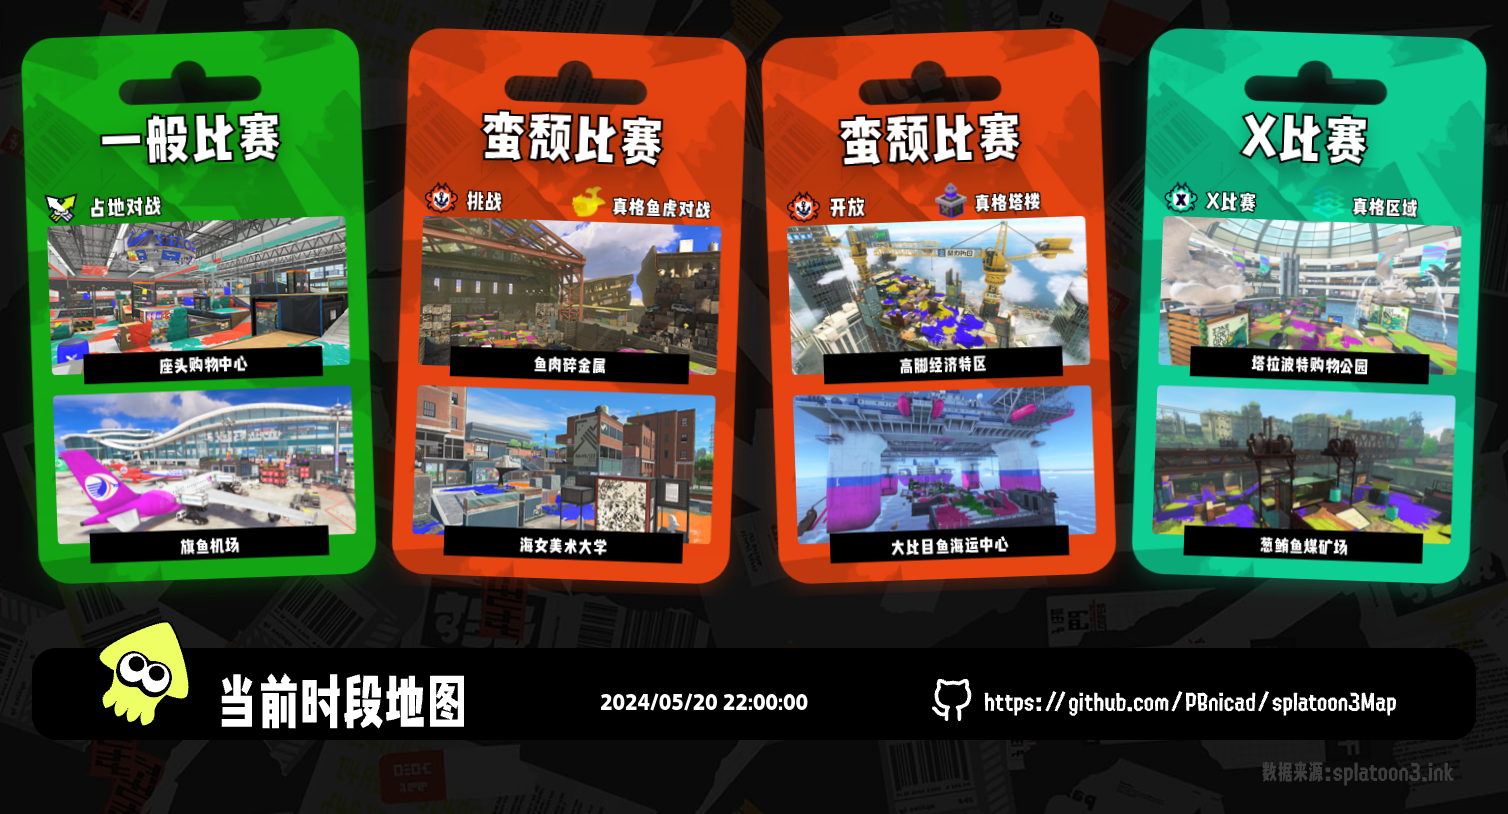 一般比赛
占地对战
座头购物中心
旗鱼机场
蛮颓比赛
挑战
真格鱼虎对战
鱼肉碎金属
海女美术大学
蛮颓比赛
开放
真格塔楼
高脚经济特区
大比目鱼海运中心
X比赛
X比赛
真格区域
塔拉波特购物公园
葱鲔鱼煤矿场
当前时段地图
2024/05/20 22:00:00
https://github.com/PBnicad/splatoon3Map
数据来源:splatoon3.ink